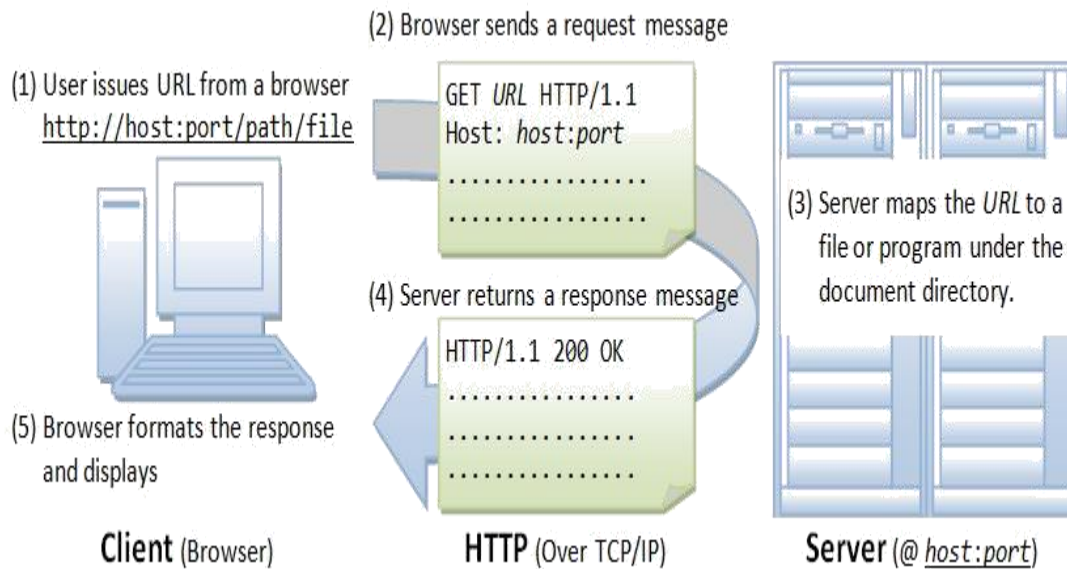 (1) User issues URL from a browser
http://host:port/path/file
(2) Browser sends a request message
GET URL HTTP/1.1
Host: host:port
.................
.................
(3) Server maps the URL to a
file or program under the
document directory.
(4) Server returns a response message
HTTP/1.1 200 OK
................
................
................
(5) Browser formats the response
and displays
Client (Browser)
HTTP (Over TCP/IP)
Server (@ host:port)